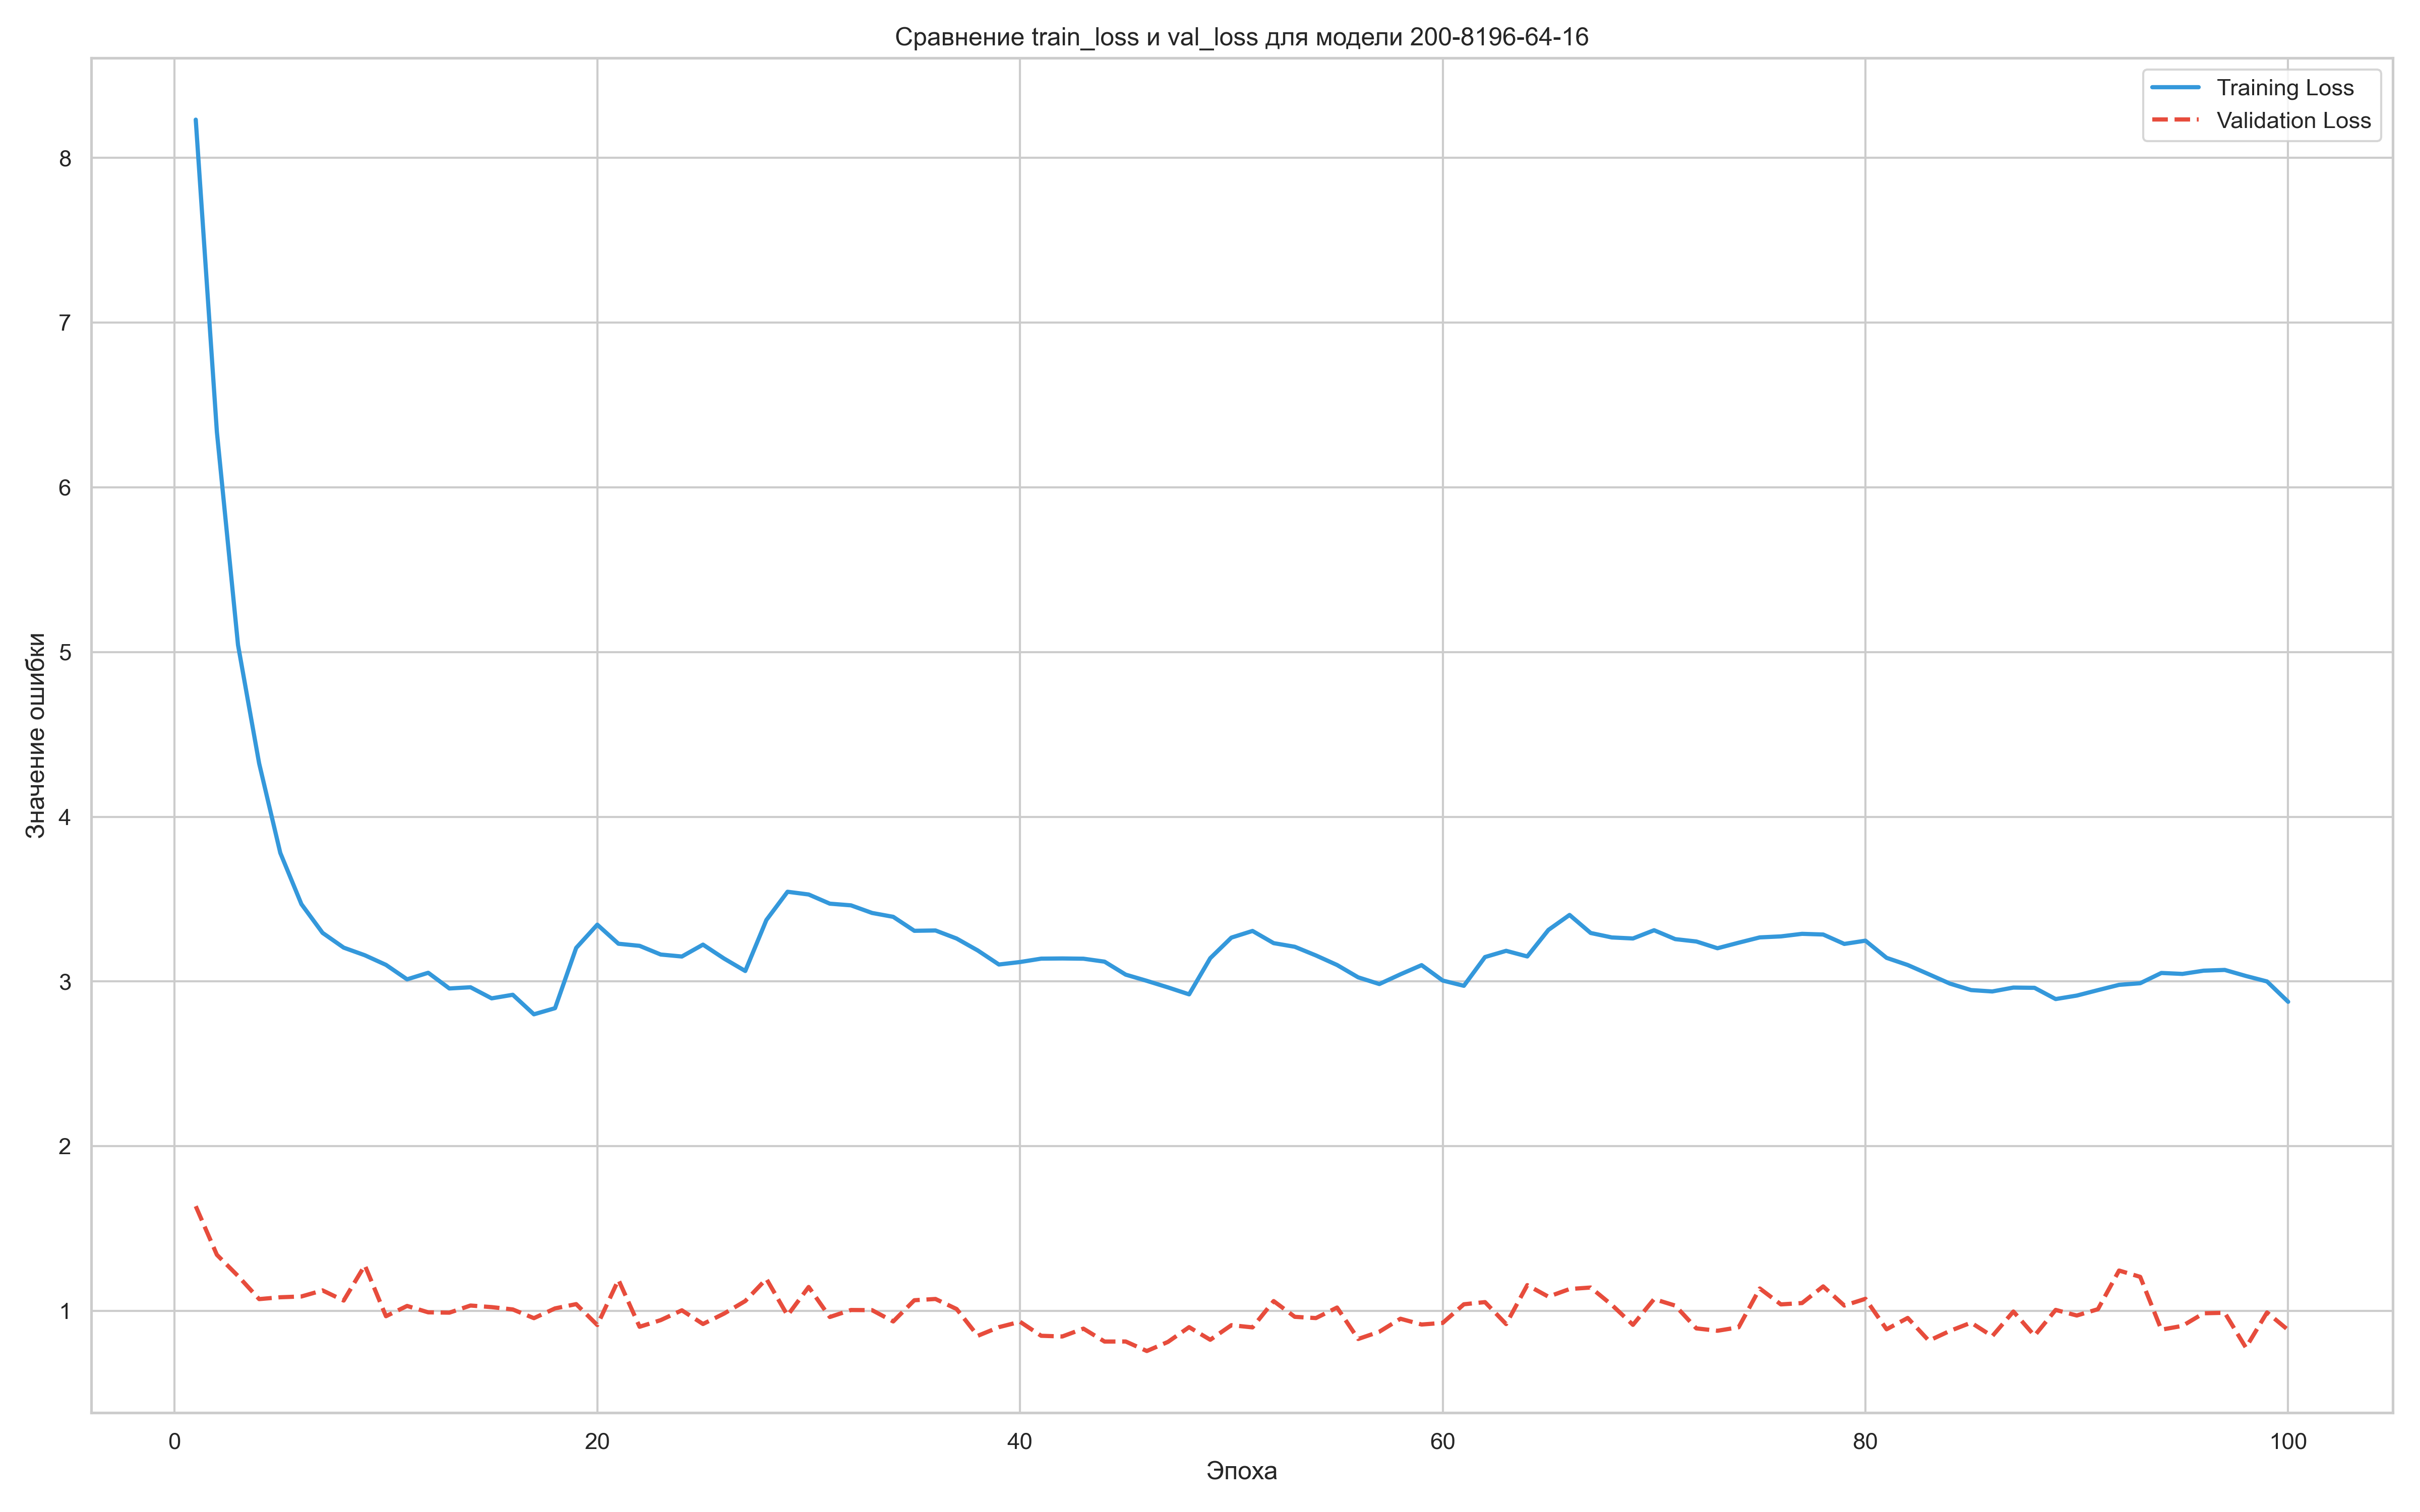 Сравнение train_loss и val_loss для модели 200-8196-64-16
Training Loss
Validation Loss
8
7
6
5
4
3
2
1
Значение ошибки
0 20 40 60 80 100
Эпоха